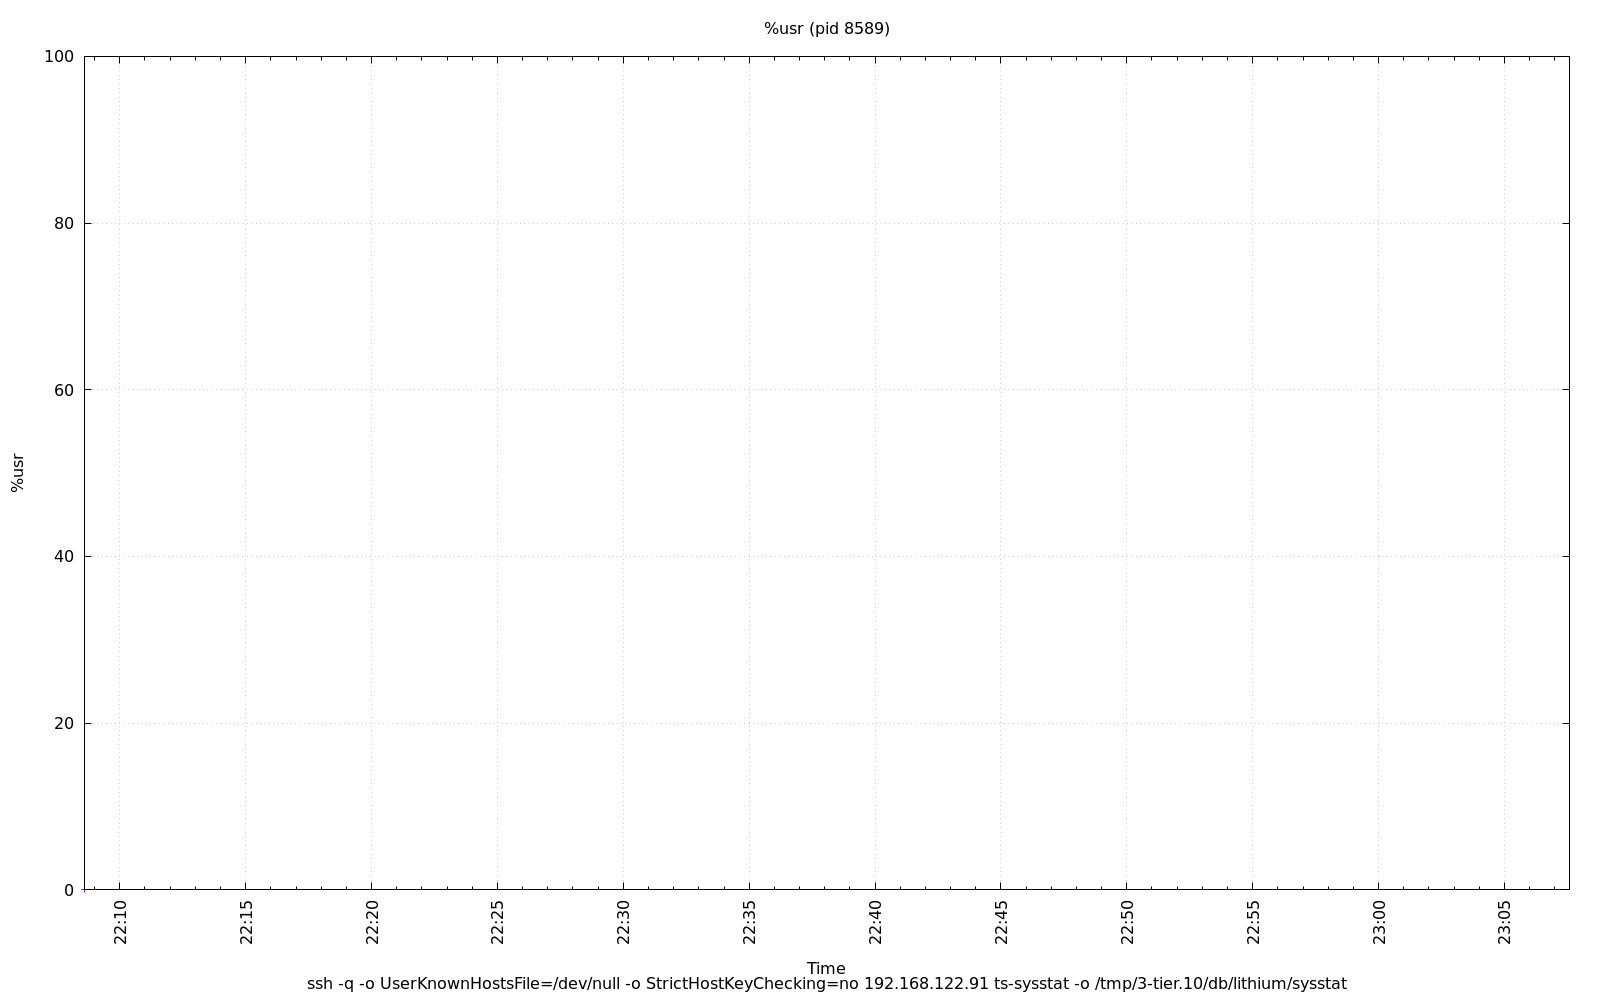 %usr (pid 8589)
100
80
60
40
20
0
%usr
22:10 22:15 22:20 22:25 22:30 22:35 22:40 22:45 22:50 22:55 23:00 23:05
Time
ssh -q -o UserKnownHostsFile=/dev/null -o StrictHostKeyChecking=no 192.168.122.91 ts-sysstat -o /tmp/3-tier.10/db/lithium/sysstat